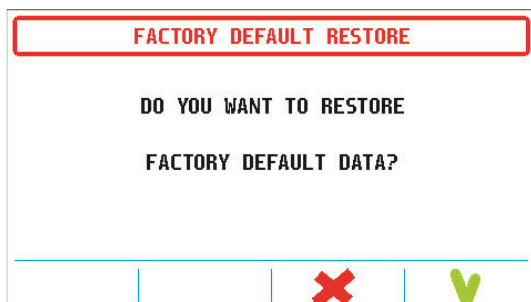 FACTORY DEFAULT RESTORE
DO YOU WANT TO RESTORE
FACTORY DEFAULT DATA?